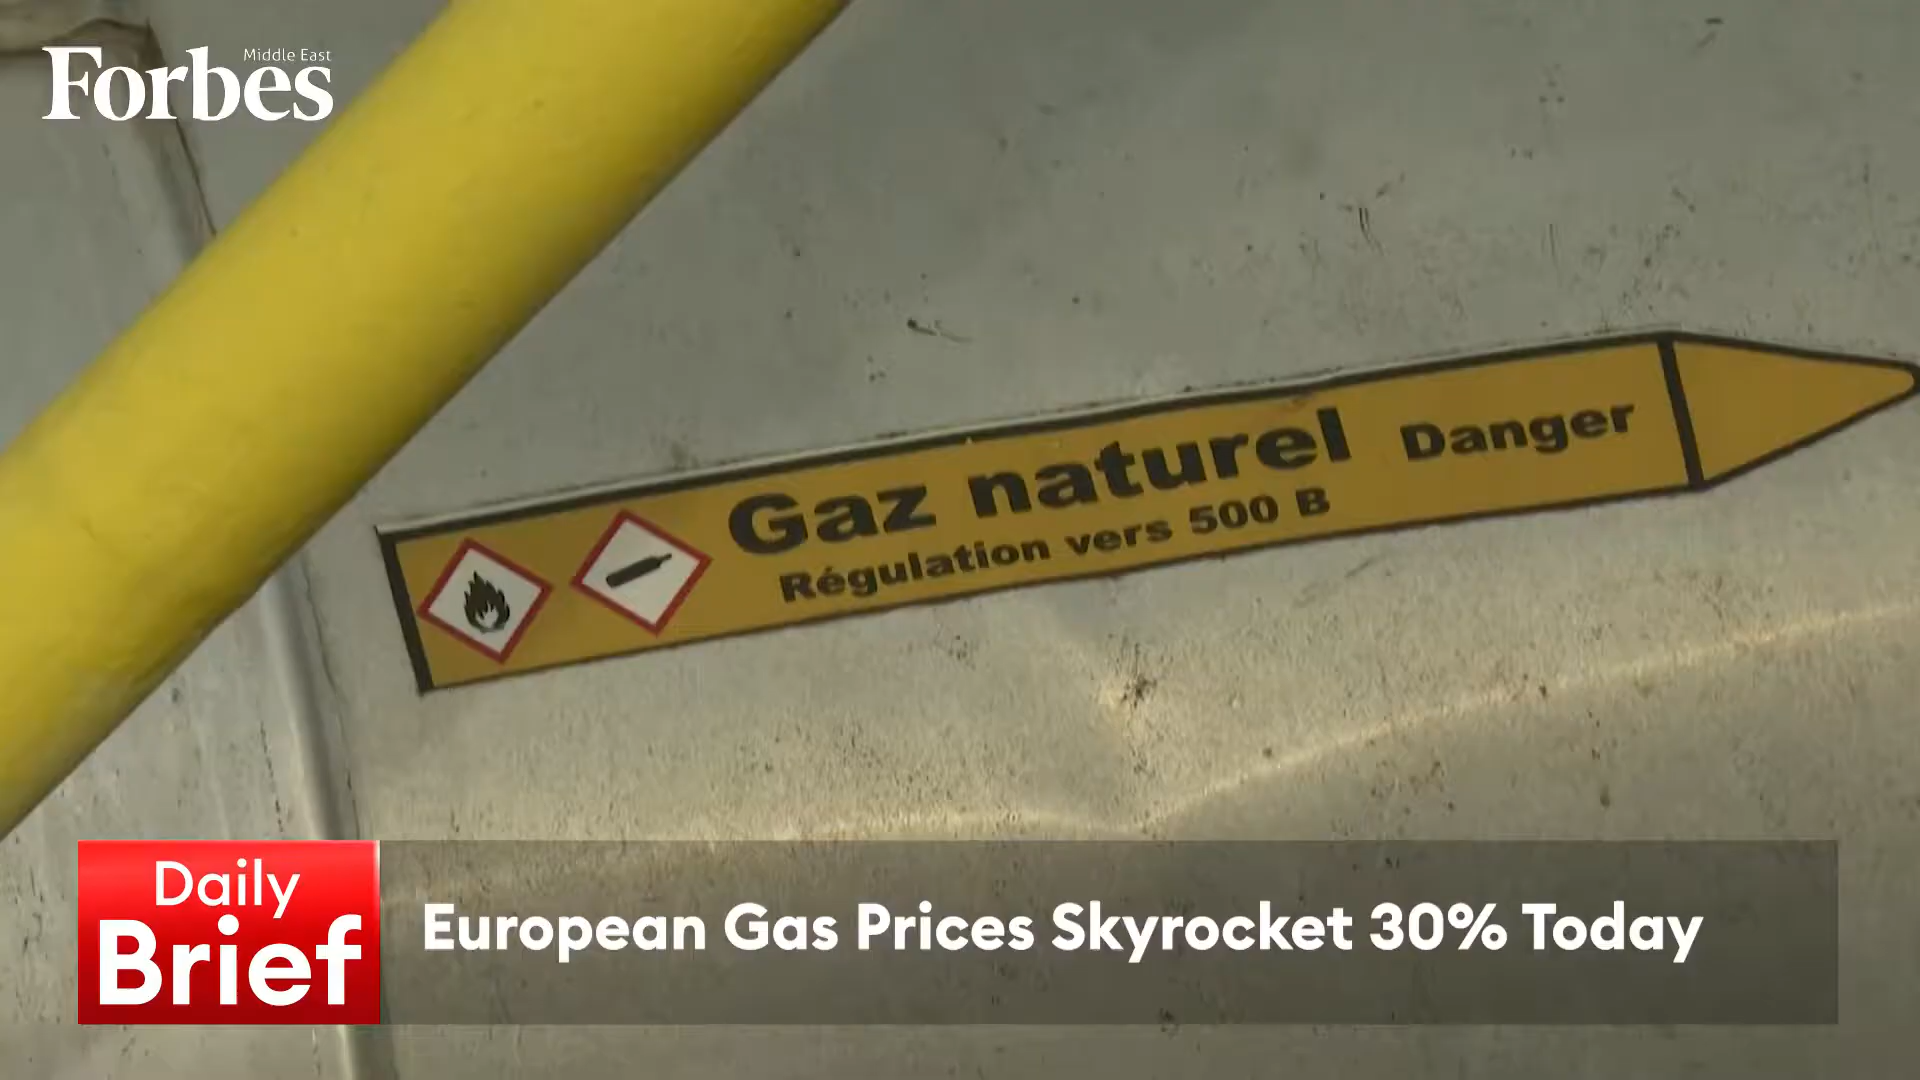 Middle East
Forbes
Gaz naturel Danger
Régulation vers 500 B
Daily
Brief
European Gas Prices Skyrocket 30% Today